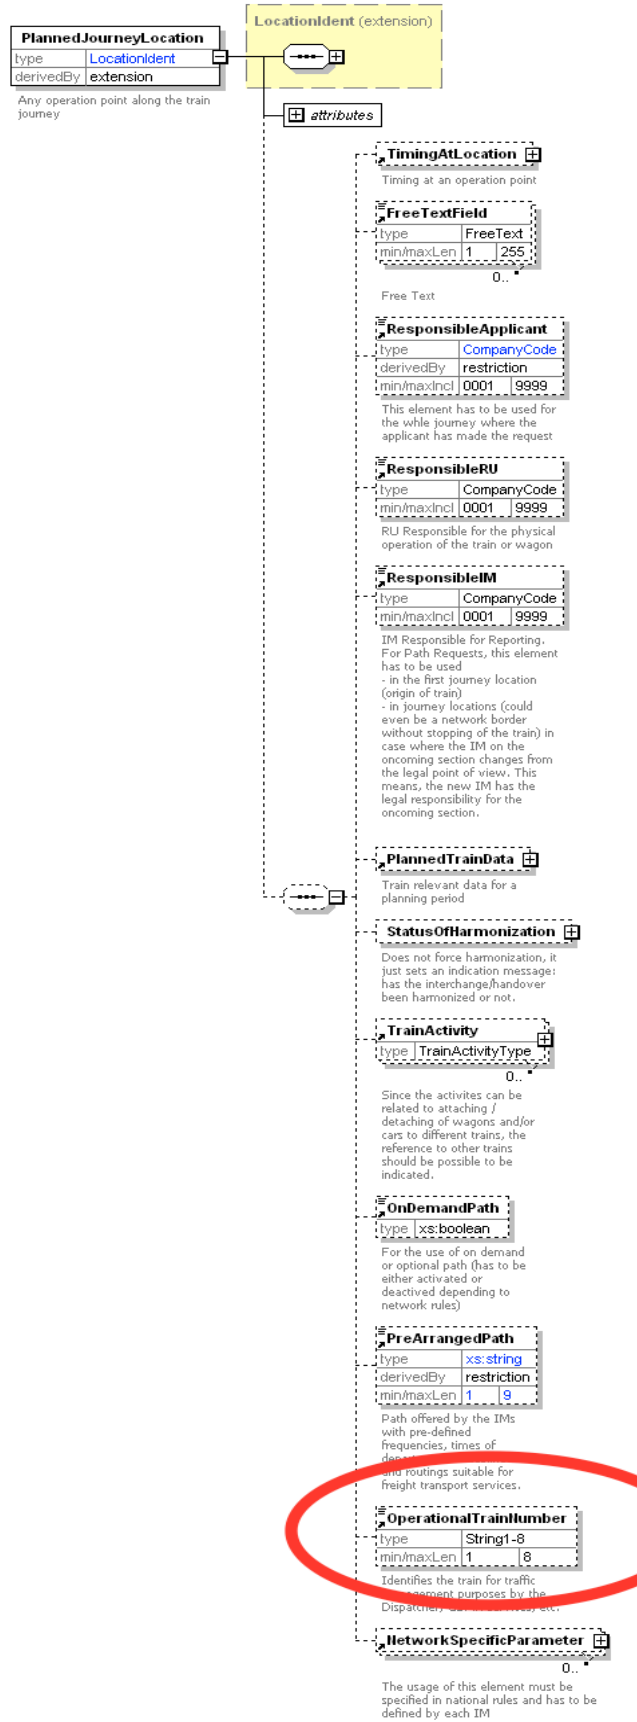 LocationIdent (extension)
PlannedJourneyLocation
type LocationIdent
derivedBy extension
Any operation point along the train
journey
attributes
TimingAtLocation
Timing at an operation point
FreeTextField
type FreeText
min/maxLen 1 255
0..
Free Text
ResponsibleApplicant
type CompanyCode
derivedBy restriction
min/maxIncl 0001 9999
This element has to be used for
the whle journey where the
applicant has made the request
ResponsibleRU
type CompanyCode
min/maxIncl 0001 9999
RU Responsible for the physical
operation of the train or wagon
ResponsibleIM
type CompanyCode
min/maxIncl 0001 9999
IM Responsible for Reporting.
For Path Requests, this element
has to be used
- in the first journey location
(origin of train)
- in journey locations (could
even be a network border
without stopping of the train) in
case where the IM on the
oncoming section changes from
the legal point of view. This
means, the new IM has the
legal responsibility for the
oncoming section.
PlannedTrainData
Train relevant data for a
planning period
StatusOfHarmonization
Does not force harmonization, it
just sets an indication message:
has the interchange/handover
been harmonized or not.
TrainActivity
type TrainActivityType
0..
Since the activites can be
related to attaching /
detaching of wagons and/or
cars to different trains, the
reference to other trains
should be possible to be
indicated.
OnDemandPath
type xs:boolean
For the use of on demand
or optional path (has to be
either activated or
deactived depending to
network rules)
PreArrangedPath
type xs:string
derivedBy restriction
min/maxLen 1 9
Path offered by the IMs
with pre-defined
frequencies, times of
and routings suitable for
freight transport services.
OperationalTrainNumber
type String1-8
min/maxLen 1 8
Identifies the train for traffic
management purposes by the
Dispatcher, etc.
NetworkSpecificParameter
0..
The usage of this element must be
specified in national rules and has to be
defined by each IM